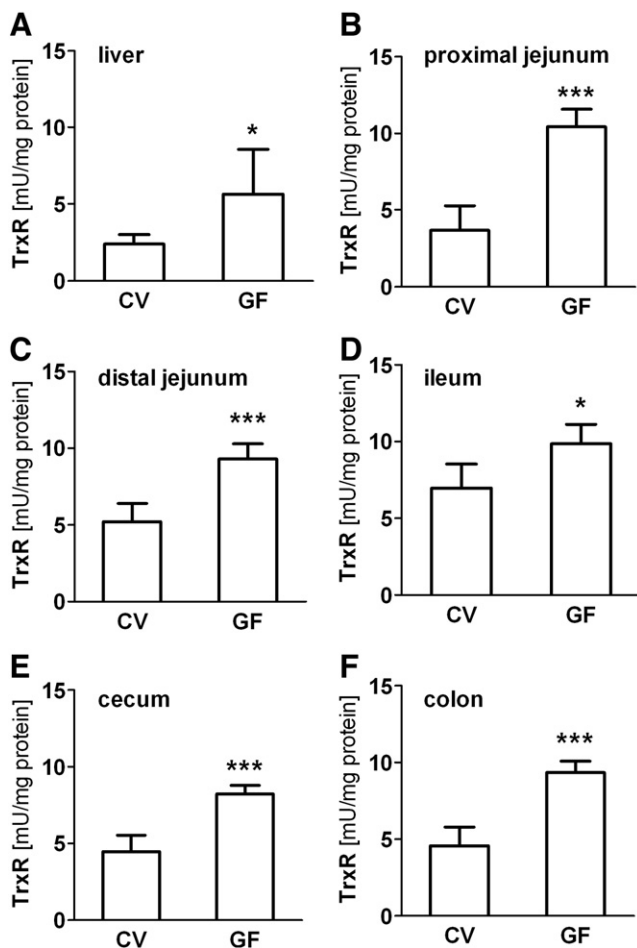 A
liver
TrxR [mU/mg protein]
15
10
5
0
*
CV GF
B
proximal jejunum
TrxR [mU/mg protein]
15
10
5
0
***
CV GF
C
distal jejunum
TrxR [mU/mg protein]
15
10
5
0
***
CV GF
D
ileum
TrxR [mU/mg protein]
15
10
5
0
*
CV GF
E
cecum
TrxR [mU/mg protein]
15
10
5
0
***
CV GF
F
colon
TrxR [mU/mg protein]
15
10
5
0
***
CV GF